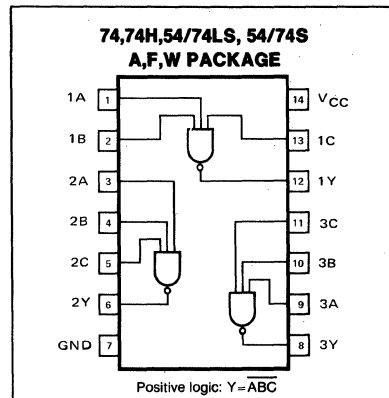 74,74H,54/74LS, 54/74S
A,F,W PACKAGE
1A 1 14 VCC
1B 2 13 1C
2A 3 12 1Y
2B 4 11 3C
2C 5 10 3B
2Y 6 9 3A
GND 7 8 3Y
Positive logic: Y=A̅B̅C̅